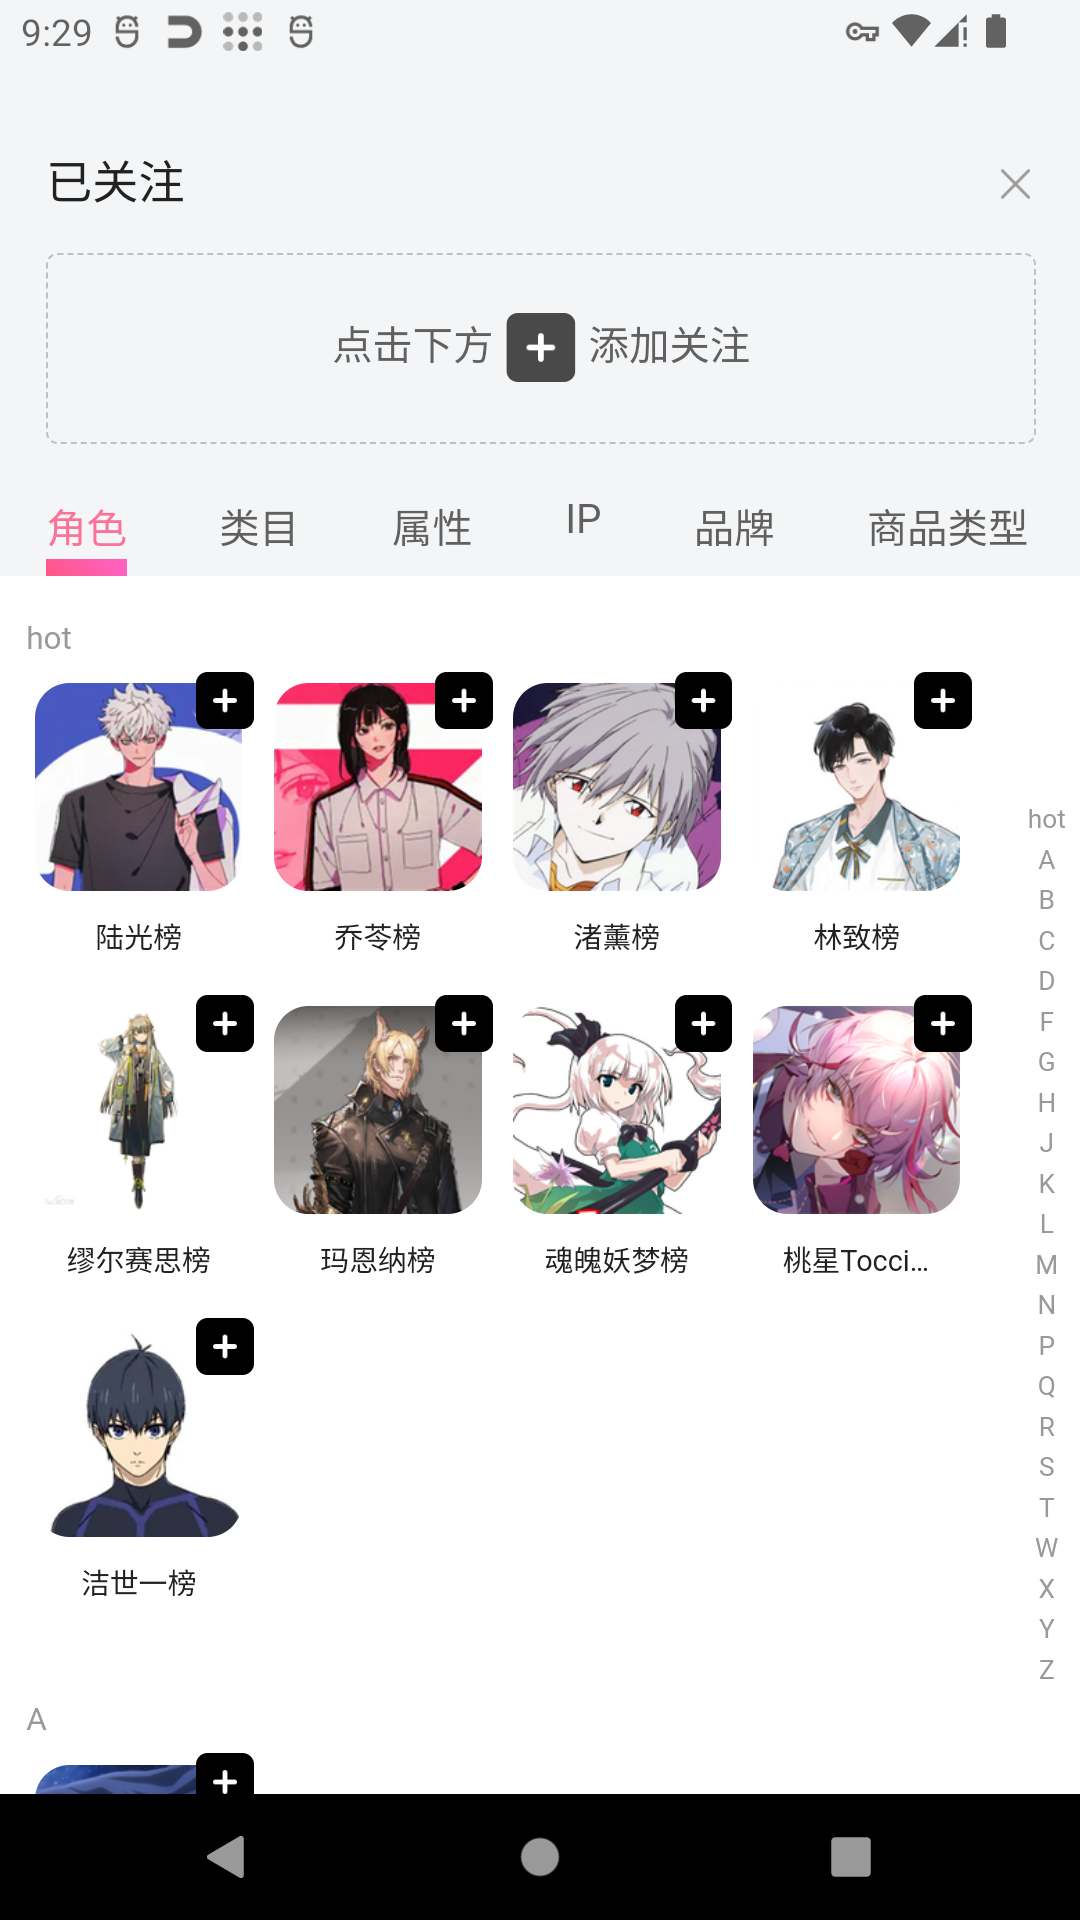 9:29
已关注
点击下方 + 添加关注
角色 类目 属性 IP 品牌 商品类型
hot
陆光榜 乔苓榜 渚薰榜 林致榜
缪尔赛思榜 玛恩纳榜 魂魄妖梦榜 桃星Tocci...
洁世一榜
A
hot
A
B
C
D
F
G
H
J
K
L
M
N
P
Q
R
S
T
W
X
Y
Z